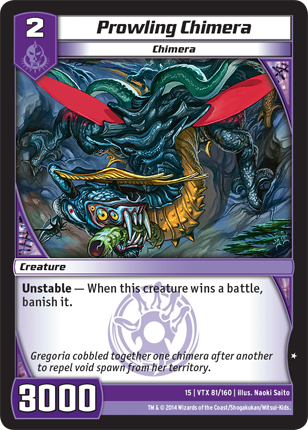 2
Prowling Chimera
Chimera
Creature
Unstable — When this creature wins a battle,
banish it.
Gregoria cobbled together one chimera after another
to repel void spawn from her territory.
3000
15 | VTX 81/160 | illus. Naoki Saito
TM & © 2014 Wizards of the Coast/Shogakukan/Mitsui-Kids.